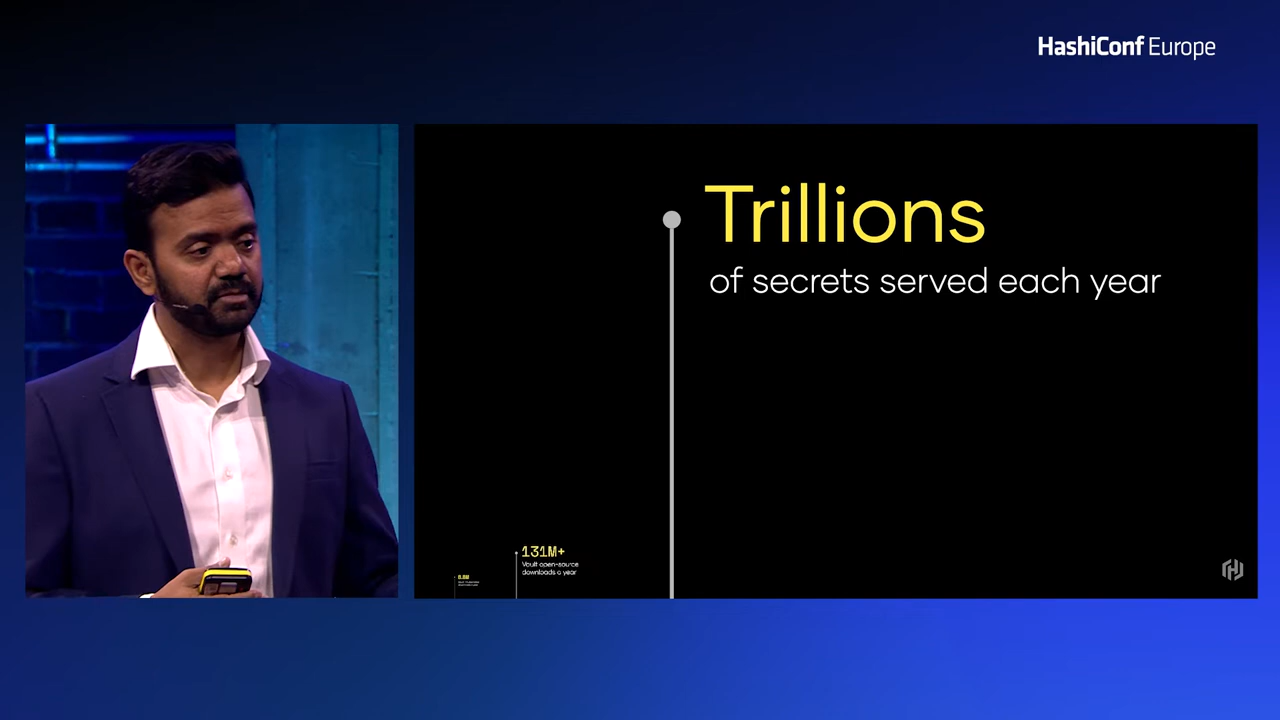 HashiConf Europe
Trillions
of secrets served each year
131M+
Vault open-source
downloads a year